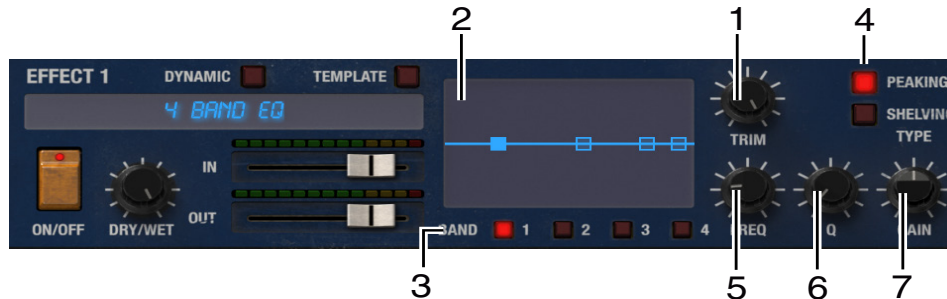 2 1 4
EFFECT 1 DYNAMIC TEMPLATE
4 BAND EQ
PEAKING
SHELVING
TYPE
TRIM
IN
OUT
ON/OFF DRY/WET
BAND 1 2 3 4 FREQ Q GAIN
3 5 6 7